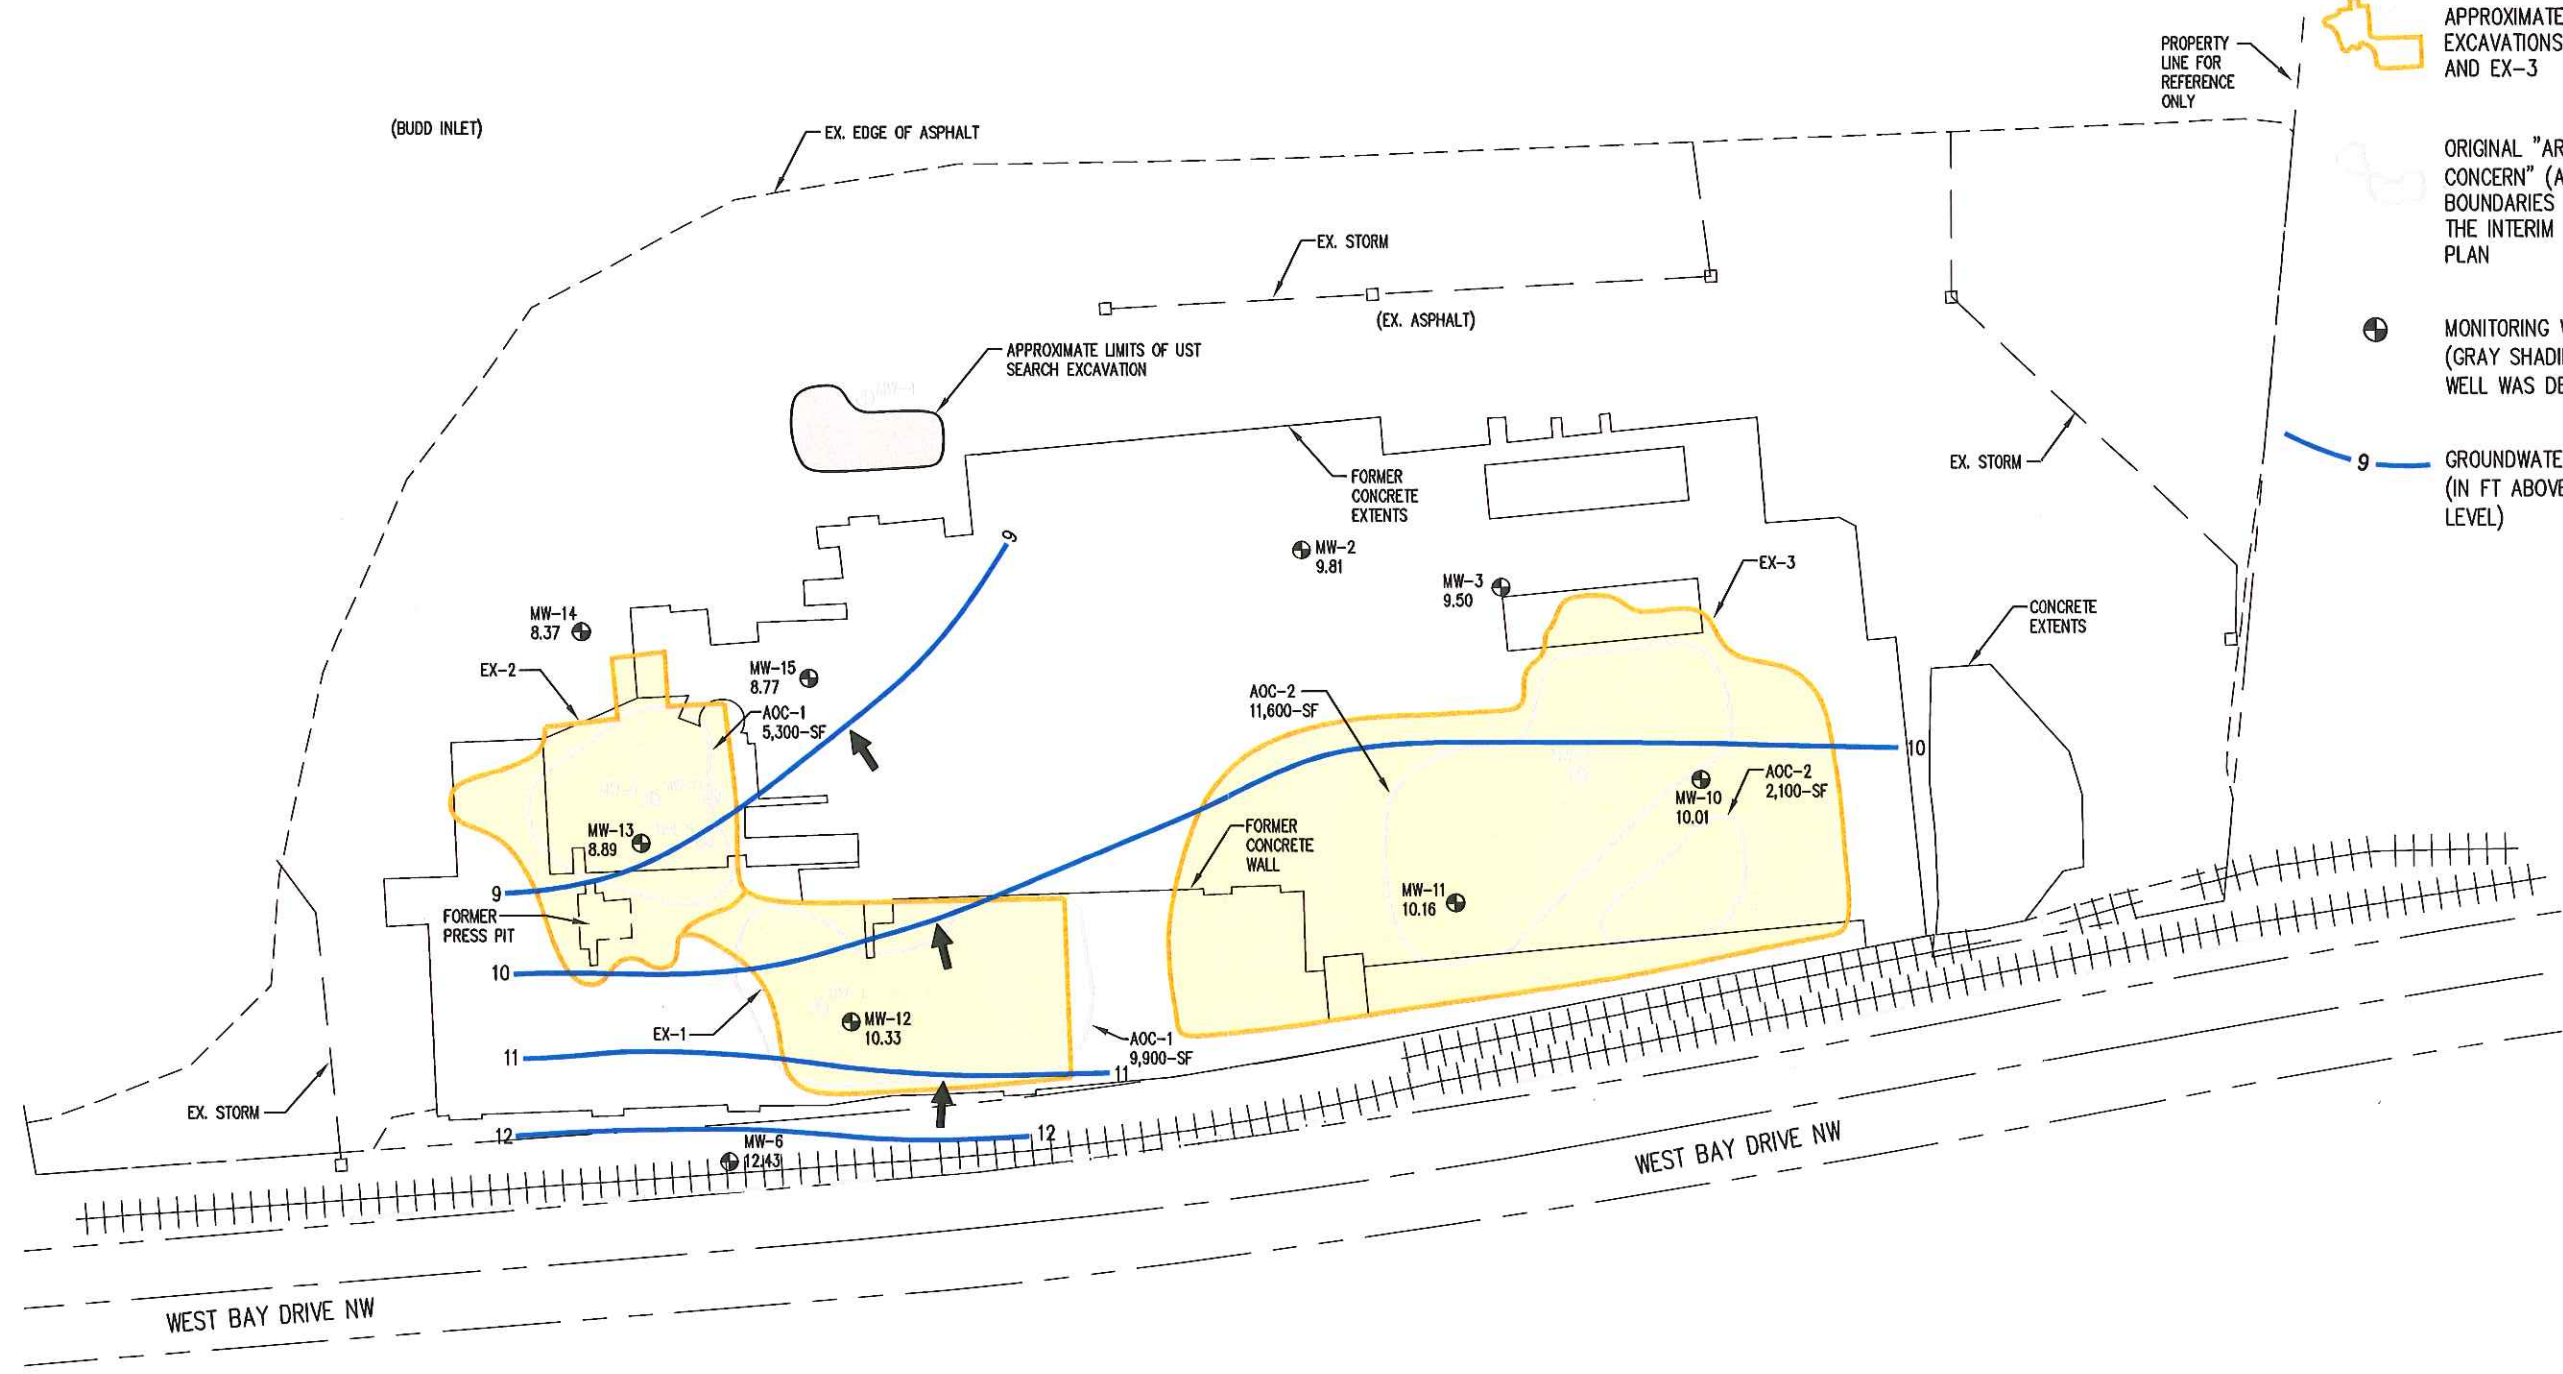 APPROXIMATE
EXCAVATIONS
AND EX-3
PROPERTY
LINE FOR
REFERENCE
ONLY
(BUDD INLET)
EX. EDGE OF ASPHALT
ORIGINAL "AR
CONCERN" (A
BOUNDARIES
THE INTERIM
PLAN
EX. STORM
(EX. ASPHALT)
MONITORING
(GRAY SHADI
WELL WAS DE
APPROXIMATE LIMITS OF UST
SEARCH EXCAVATION
MW-4
EX. STORM
9
GROUNDWATE
(IN FT ABOVE
LEVEL)
FORMER
CONCRETE
EXTENTS
9
MW-2
9.81
MW-3
9.50
EX-3
CONCRETE
EXTENTS
MW-14
8.37
EX-2
MW-15
8.77
AOC-1
5,300-SF
AOC-2
11,600-SF
10
MW-10
10.01
AOC-2
2,100-SF
MW-13
8.89
FORMER
CONCRETE
WALL
9
MW-11
10.16
FORMER
PRESS PIT
10
MW-12
10.33
EX-1
AOC-1
9,900-SF
11
11
EX. STORM
12
12
MW-6
12.43
WEST BAY DRIVE NW
WEST BAY DRIVE NW